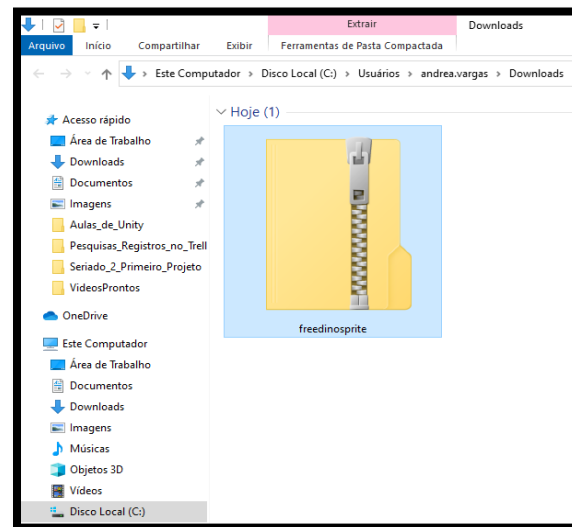 Extrair
Downloads
Arquivo
Início
Compartilhar
Exibir
Ferramentas de Pasta Compactada
Este Computador > Disco Local (C:) > Usuários > andrea.vargas > Downloads
Acesso rápido
Área de Trabalho
Downloads
Documentos
Imagens
Aulas_de_Unity
Pesquisas_Registros_no_Trell
Seriado_2_Primeiro_Projeto
VideosProntos
OneDrive
Este Computador
Área de Trabalho
Documentos
Downloads
Imagens
Músicas
Objetos 3D
Vídeos
Disco Local (C:)
Hoje (1)
freedinosprite